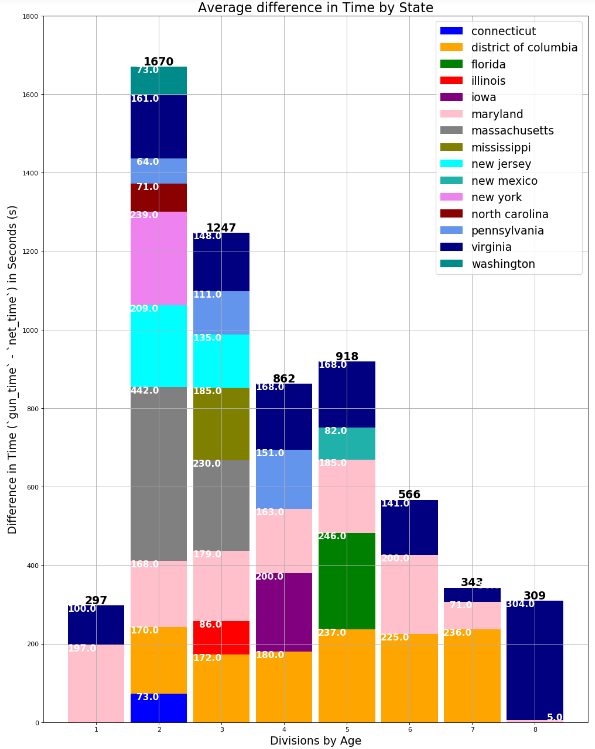 Average difference in Time by State
connecticut
district of columbia
florida
illinois
iowa
maryland
massachusetts
mississippi
new jersey
new mexico
new york
north carolina
pennsylvania
virginia
washington
Difference in Time (`gun_time` - `net_time`) in Seconds (s)
1800
1600
1400
1200
1000
800
600
400
200
0
297
100.0
197.0
1670
73.0
161.0
64.0
71.0
239.0
209.0
442.0
168.0
170.0
73.0
1247
148.0
111.0
135.0
185.0
230.0
179.0
86.0
172.0
862
168.0
151.0
163.0
200.0
180.0
918
168.0
82.0
185.0
246.0
237.0
566
141.0
200.0
225.0
343
71.0
236.0
309
304.0
5.0
1 2 3 4 5 6 7 8
Divisions by Age